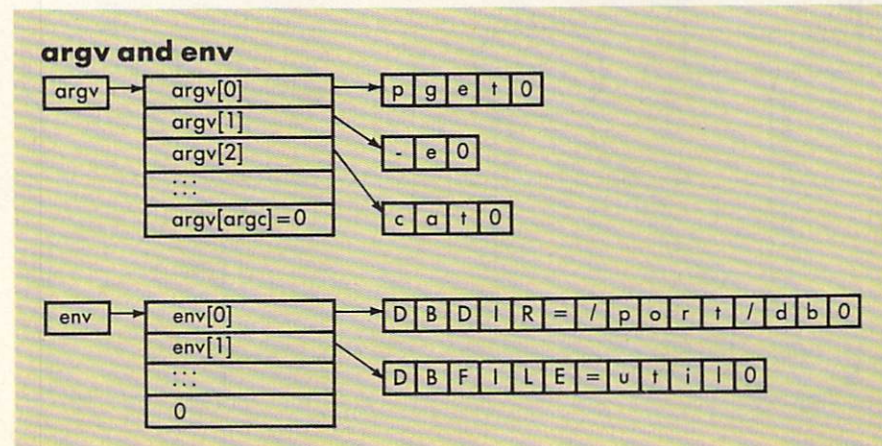 argv and env
argv argv[0] p g e t 0
argv[1] - e 0
argv[2] c a t 0
:::
argv[argc]=0
env env[0] D B D I R = / p o r t / d b 0
env[1] D B F I L E = u t i l 0
:::
0